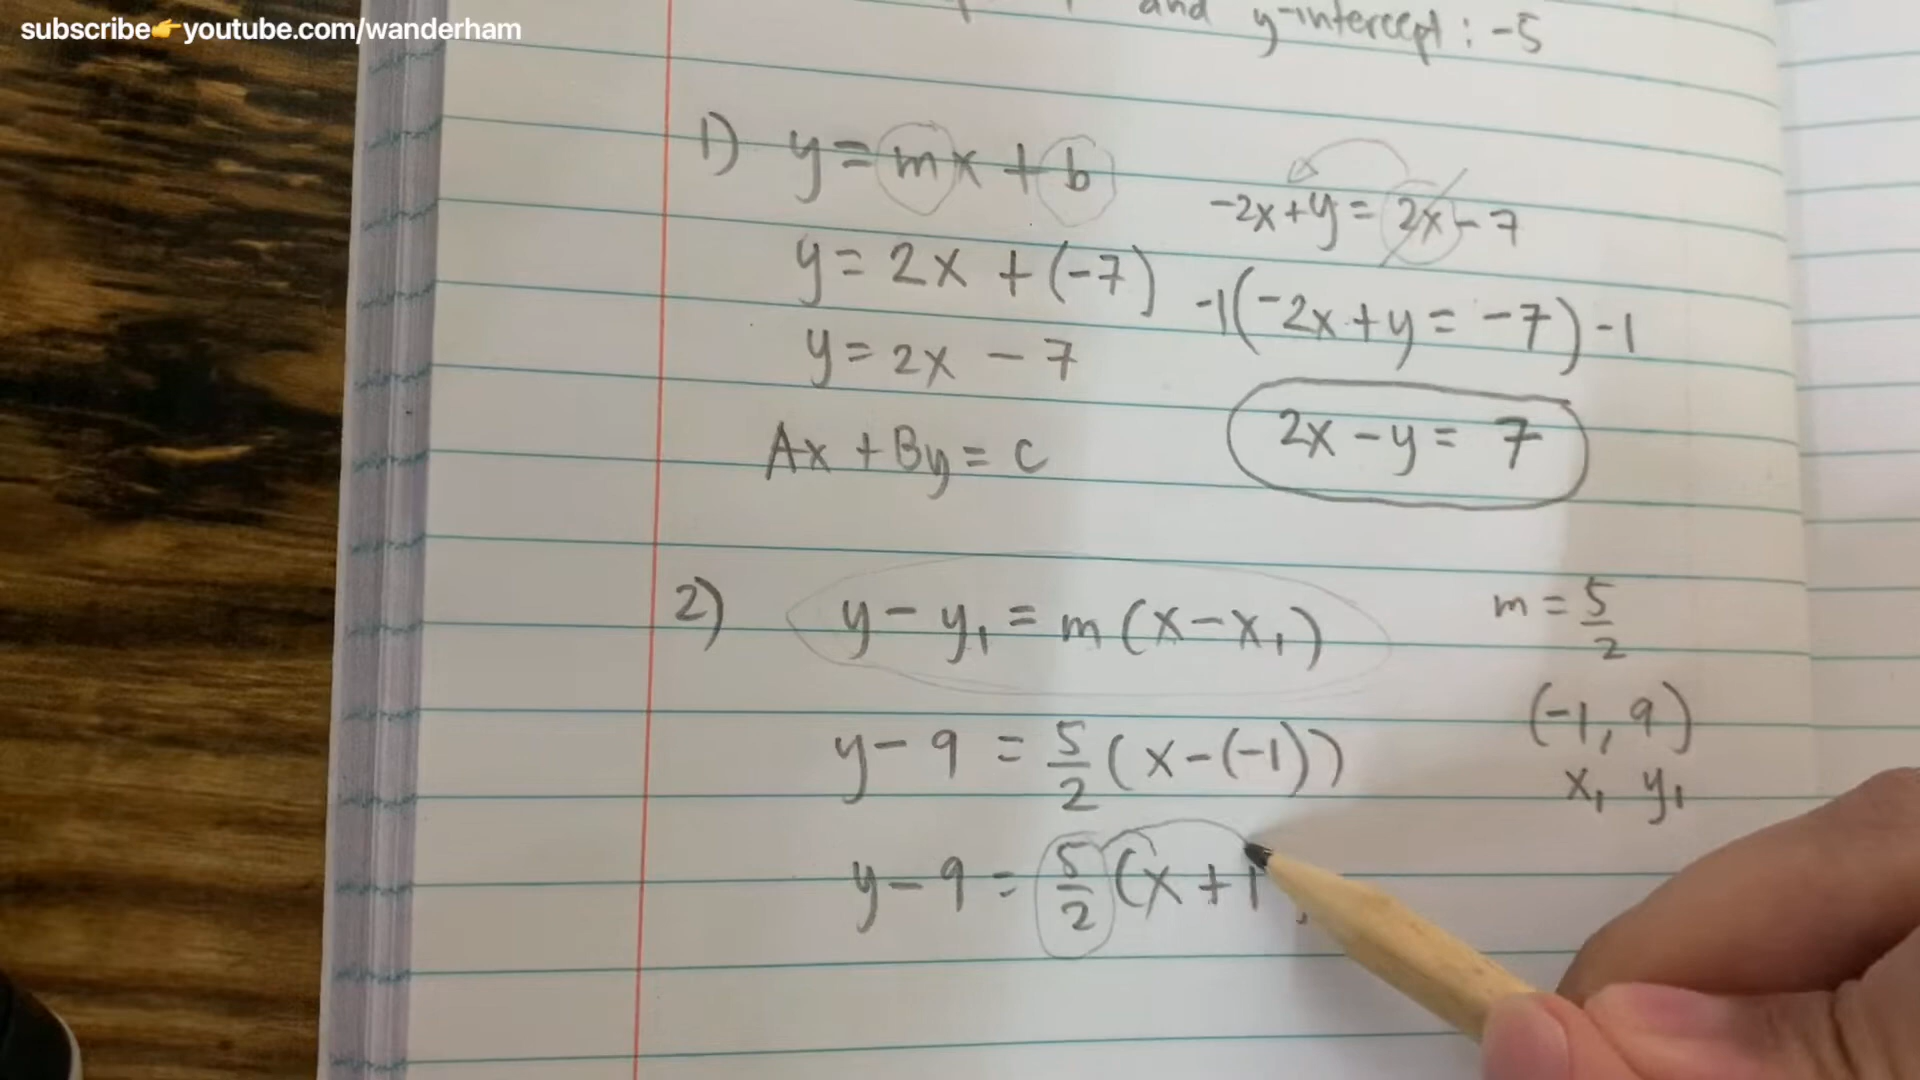 subscribe👉youtube.com/wanderham
and y-intercept : -5
1) y = mx + b
y = 2x + (-7)
y = 2x - 7
Ax + By = C
-2x + y = 2x - 7
-1(-2x + y = -7) -1
2x - y = 7
2) y - y₁ = m (x - x₁)
y - 9 = 5/2 (x - (-1))
y - 9 = 5/2 (x + 1
m = 5/2
(-1, 9)
x₁ y₁